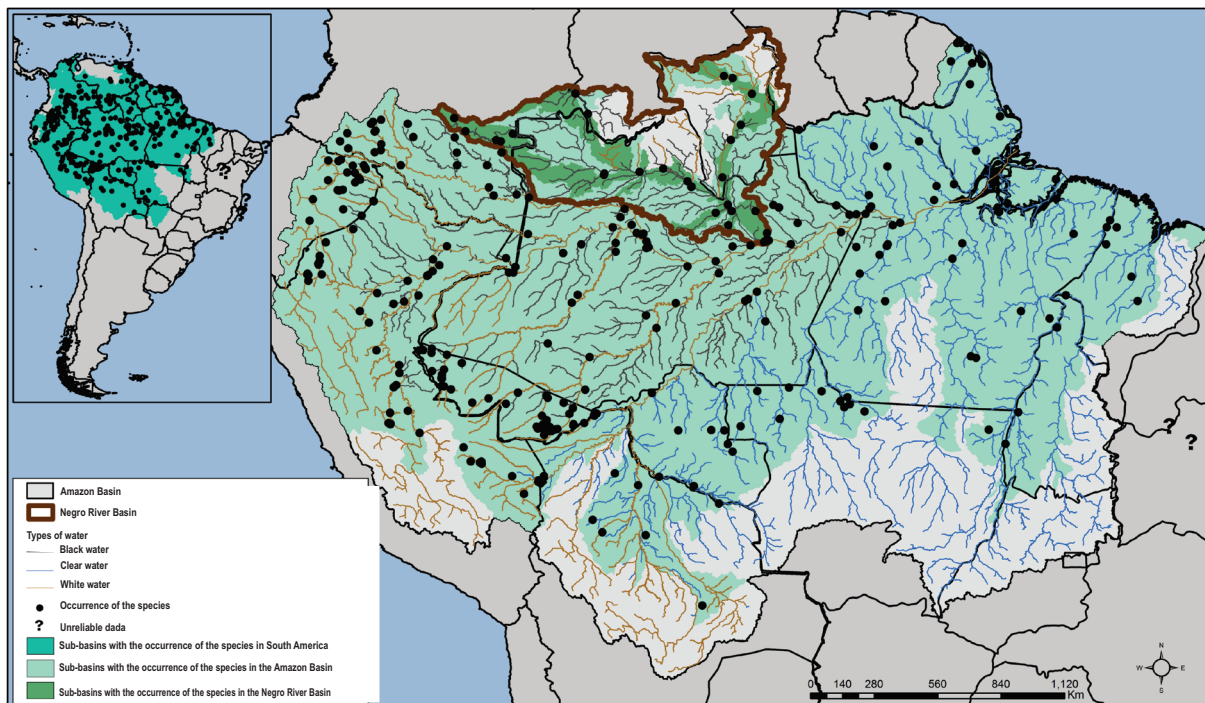 ?
?
?
?
?
Amazon Basin
Negro River Basin
Types of water
Black water
Clear water
White water
Occurrence of the species
? Unreliable dada
Sub-basins with the occurrence of the species in South America
Sub-basins with the occurrence of the species in the Amazon Basin
Sub-basins with the occurrence of the species in the Negro River Basin
N
W E
S
0 140 280 560 840 1,120
Km